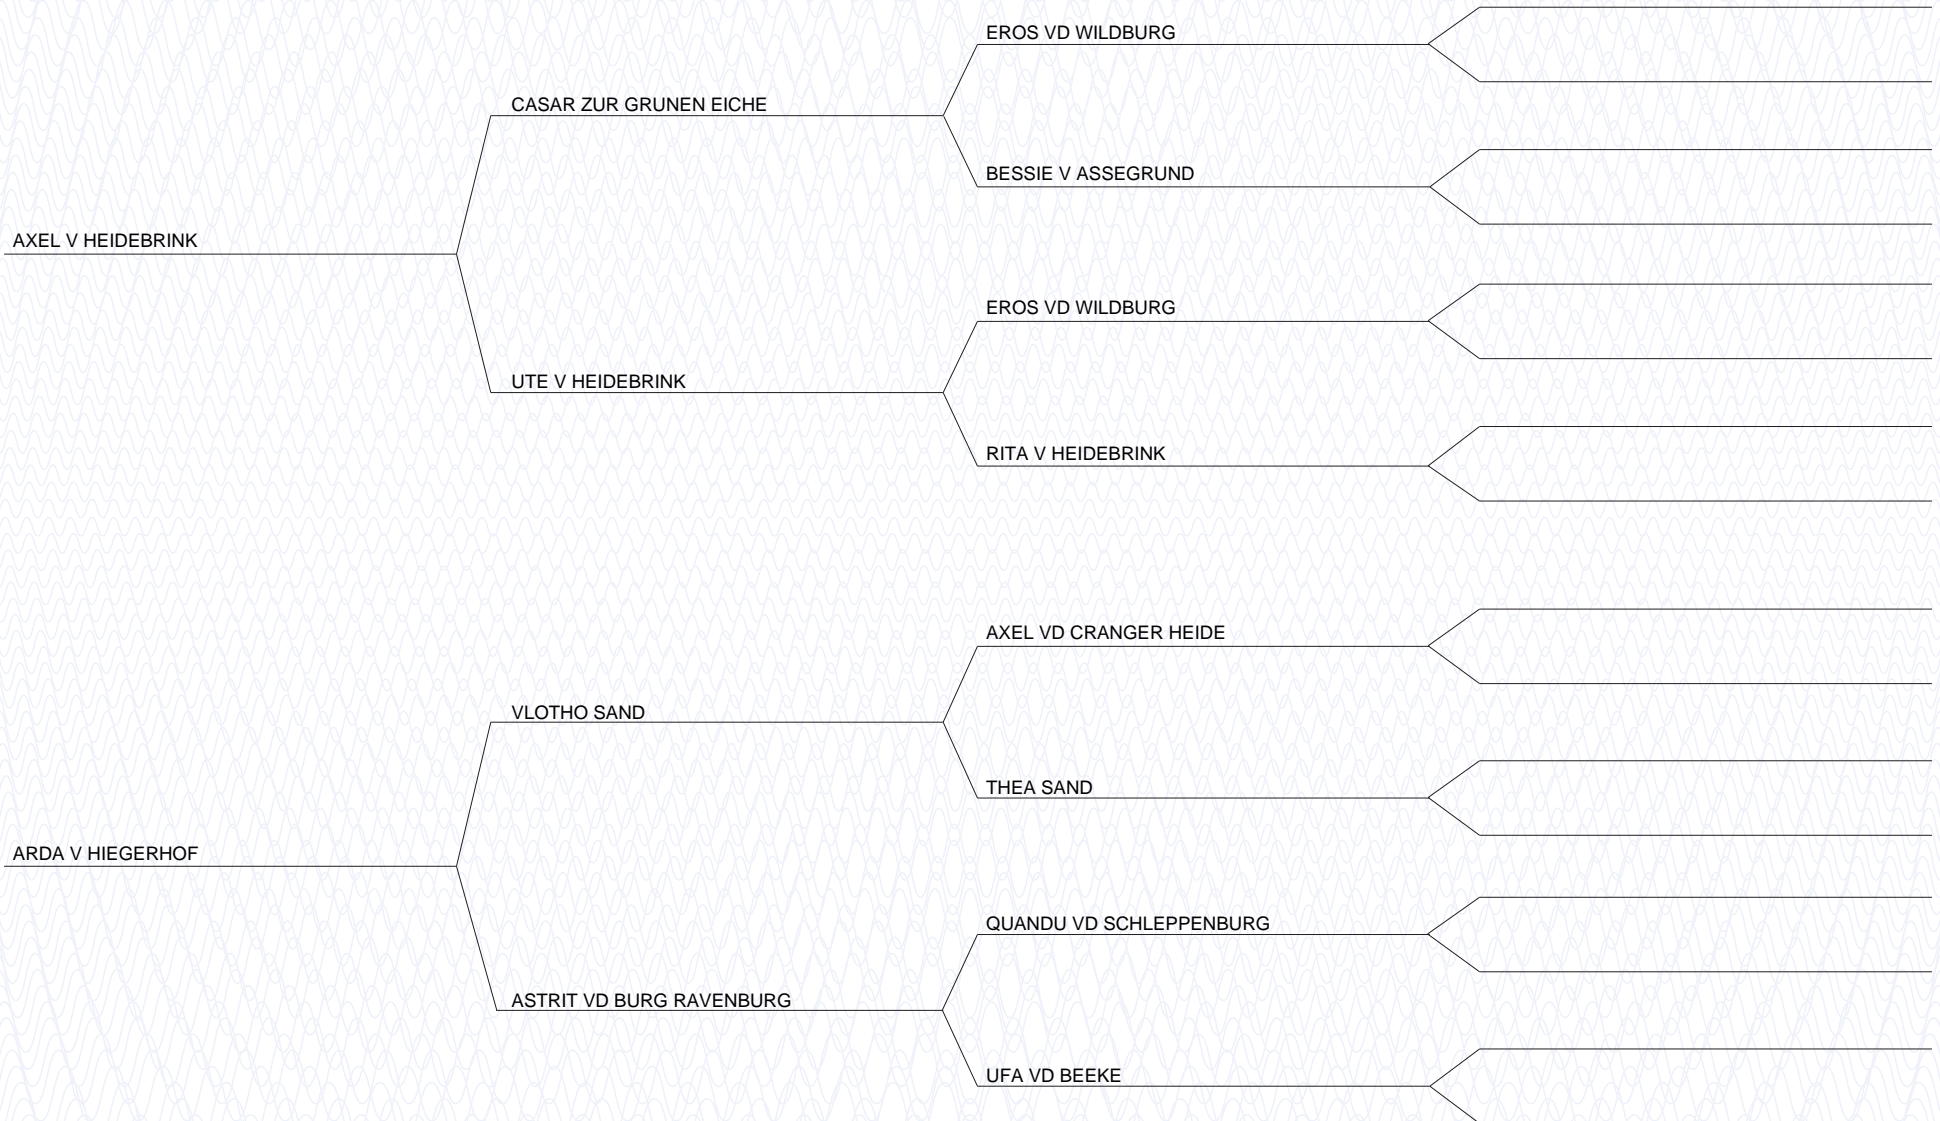 EROS VD WILDBURG
CASAR ZUR GRUNEN EICHE
BESSIE V ASSEGRUND
AXEL V HEIDEBRINK
EROS VD WILDBURG
UTE V HEIDEBRINK
RITA V HEIDEBRINK
AXEL VD CRANGER HEIDE
VLOTHO SAND
THEA SAND
ARDA V HIEGERHOF
QUANDU VD SCHLEPPENBURG
ASTRIT VD BURG RAVENBURG
UFA VD BEEKE